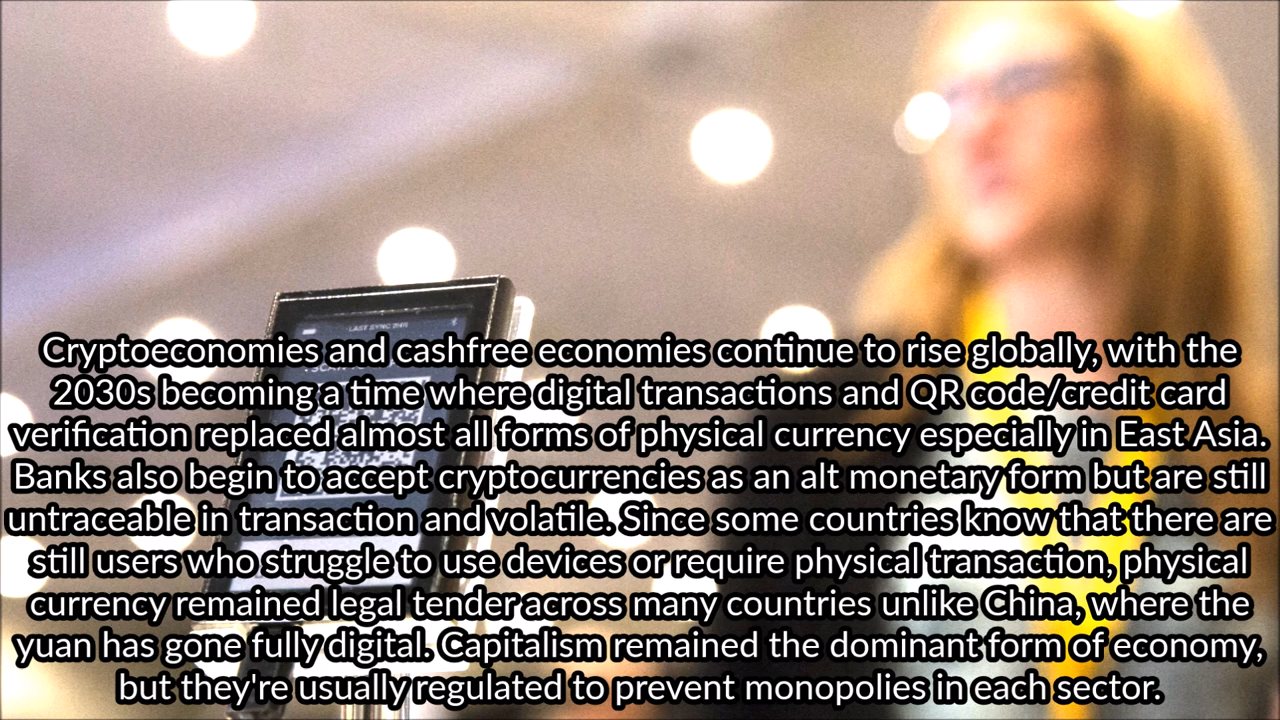 LAST SYNC
Cryptoeconomies and cashfree economies continue to rise globally, with the
2030s becoming a time where digital transactions and QR code/credit card
verification replaced almost all forms of physical currency especially in East Asia.
Banks also begin to accept cryptocurrencies as an alt monetary form but are still
untraceable in transaction and volatile. Since some countries know that there are
still users who struggle to use devices or require physical transaction, physical
currency remained legal tender across many countries unlike China, where the
yuan has gone fully digital. Capitalism remained the dominant form of economy,
but they're usually regulated to prevent monopolies in each sector.